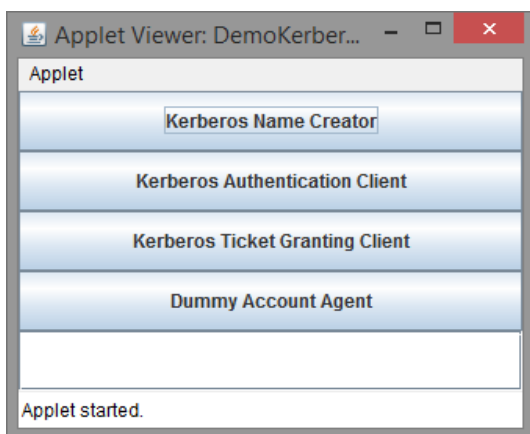 Applet Viewer: DemoKerber...
Applet
Kerberos Name Creator
Kerberos Authentication Client
Kerberos Ticket Granting Client
Dummy Account Agent
Applet started.